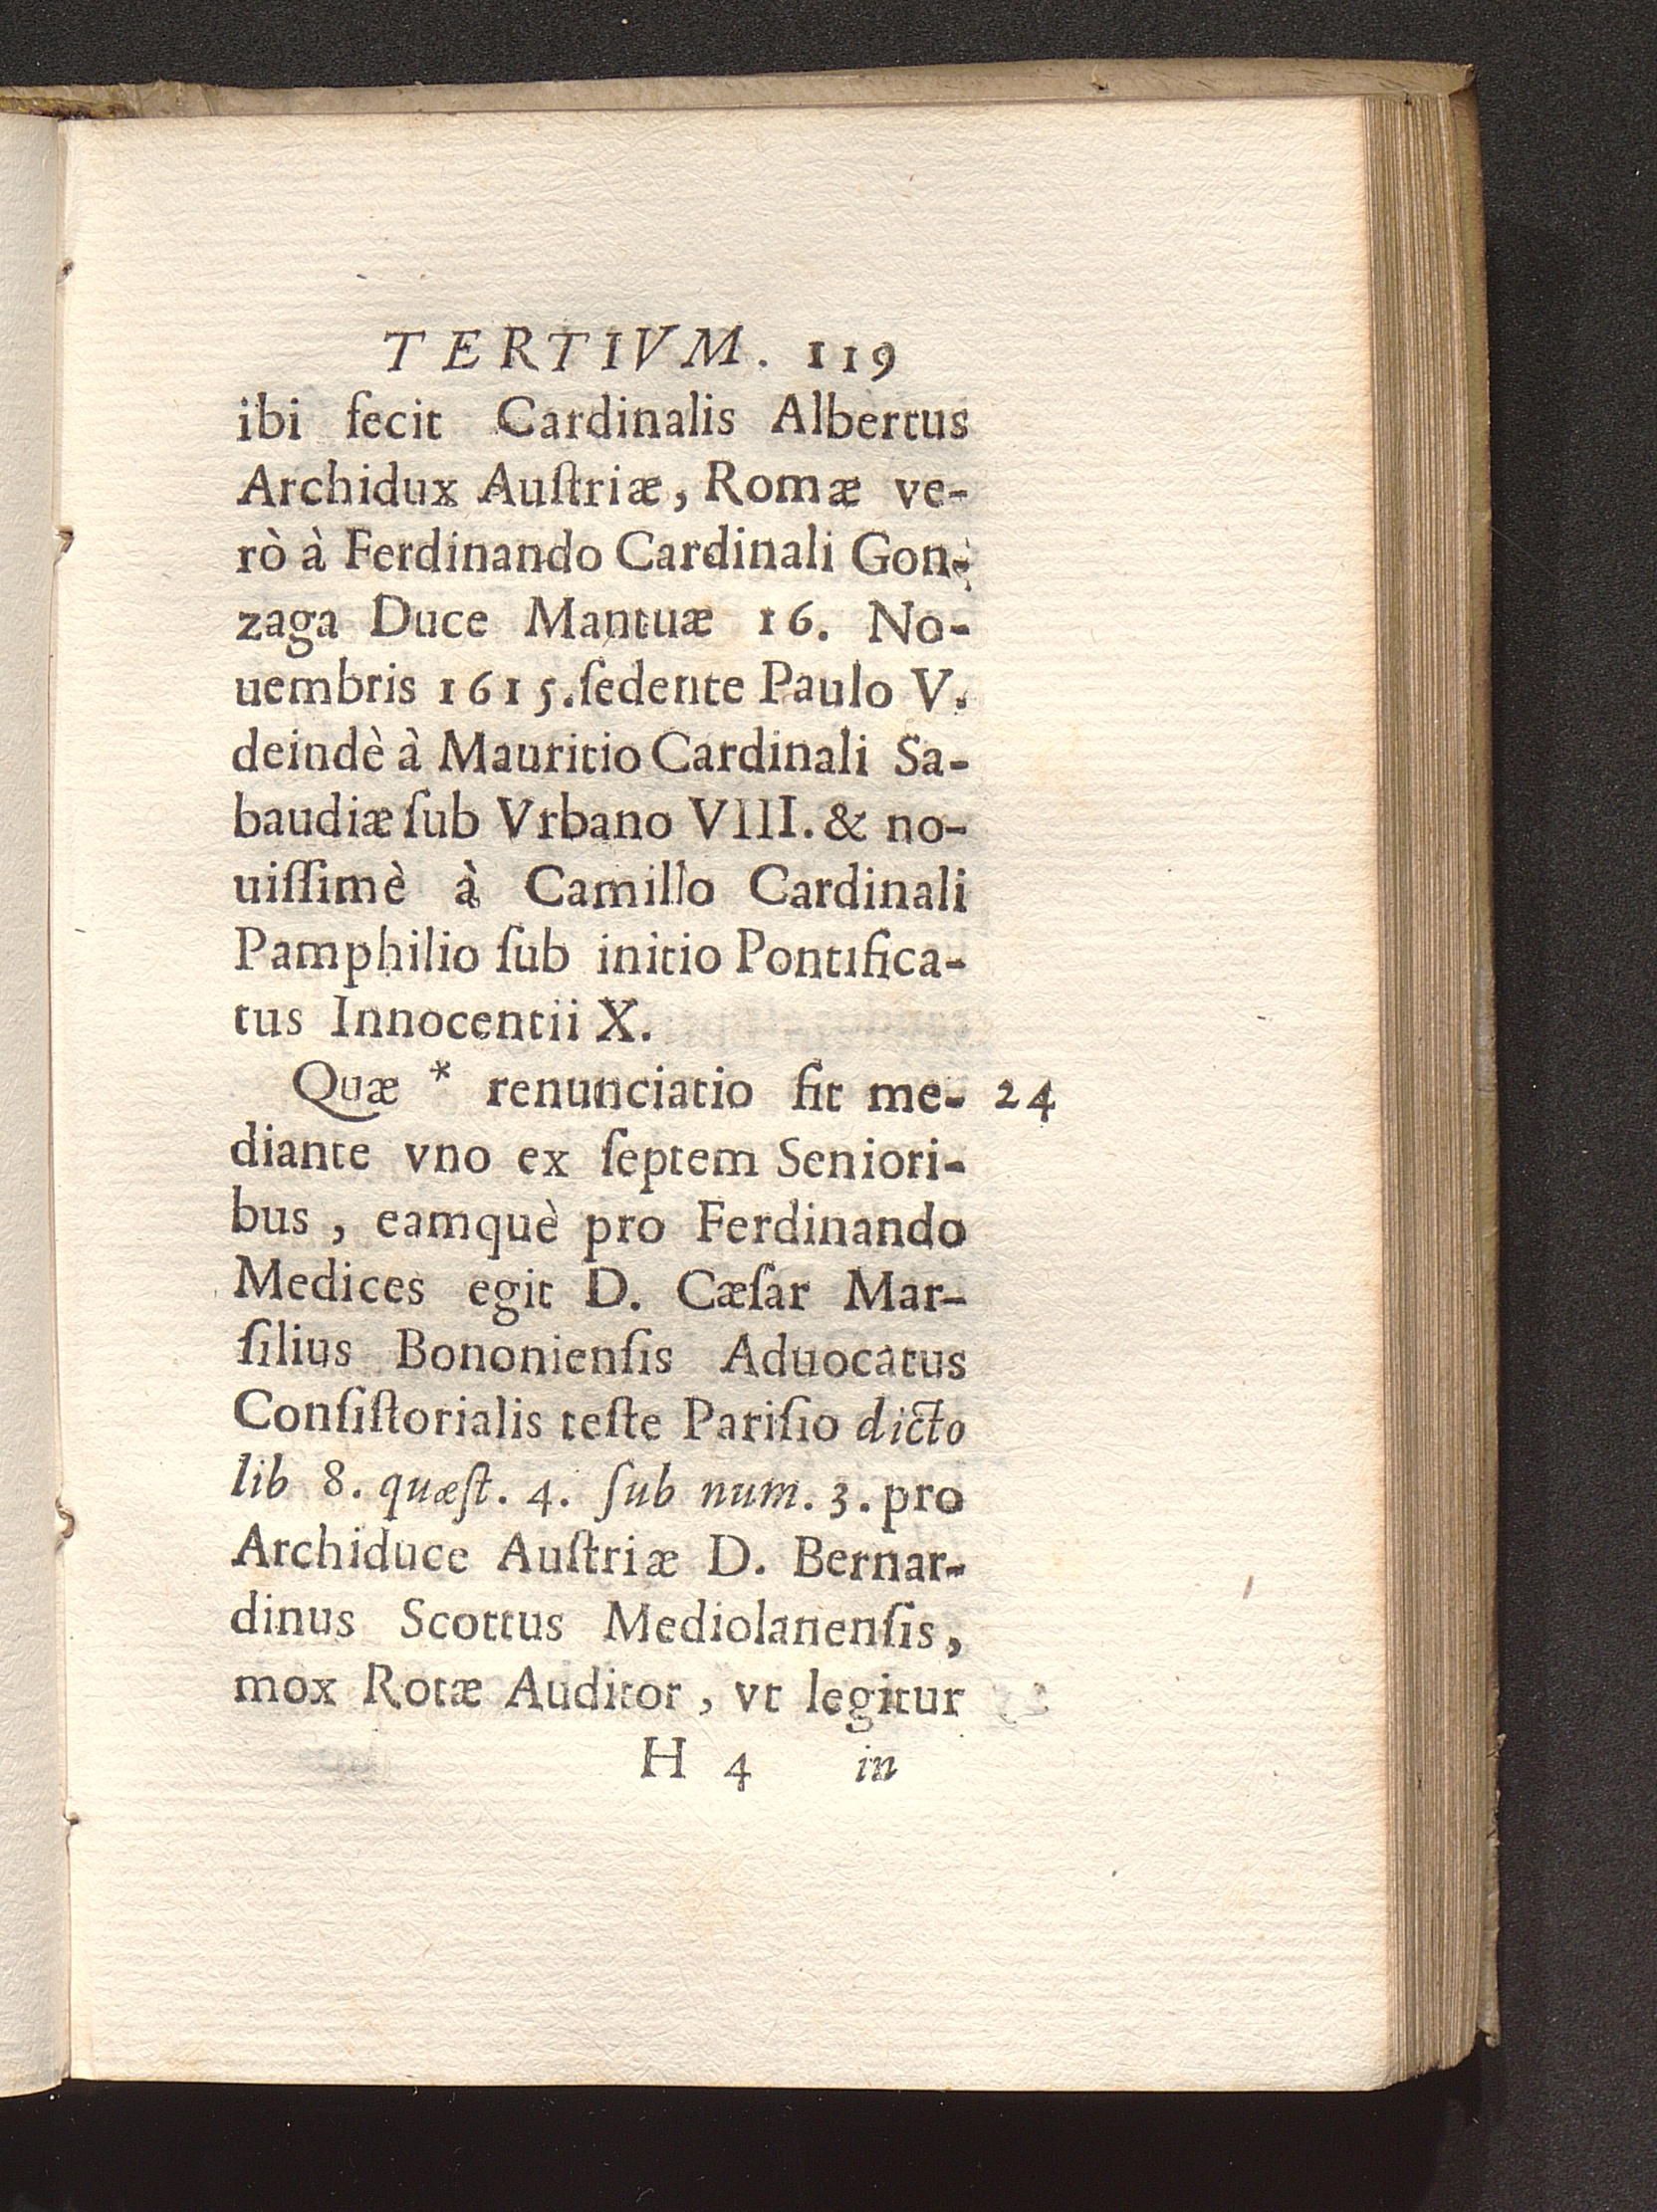 TERTIVM. 119
ibi fecit Cardinalis Albertus
Archidux Auſtriæ, Romæ ve-
rò à Ferdinando Cardinali Gon-
zaga Duce Mantuæ 16. No-
uembris 1615. ſedente Paulo V.
deindè à Mauritio Cardinali Sa-
baudiæ ſub Vrbano VIII. & no-
uiſſimè à Camillo Cardinali
Pamphilio ſub initio Pontifica-
tus Innocentii X.
Quæ * renunciatio fit me- 24
diante vno ex ſeptem Seniori-
bus, eamquè pro Ferdinando
Medices egit D. Cæſar Mar-
ſilius Bononienſis Aduocatus
Conſiſtorialis teſte Pariſio dicto
lib 8. quæſt. 4. ſub num. 3. pro
Archiduce Auſtriæ D. Bernar-
dinus Scottus Mediolanenſis,
mox Rotæ Auditor, vt legitur
H 4 in